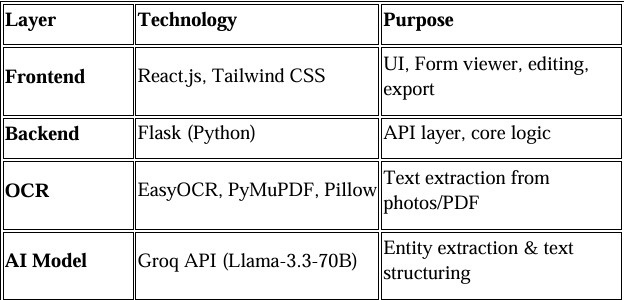 Layer Technology Purpose
Frontend React.js, Tailwind CSS UI, Form viewer, editing,
export
Backend Flask (Python) API layer, core logic
OCR EasyOCR, PyMuPDF, Pillow Text extraction from
photos/PDF
AI Model Groq API (Llama-3.3-70B) Entity extraction & text
structuring